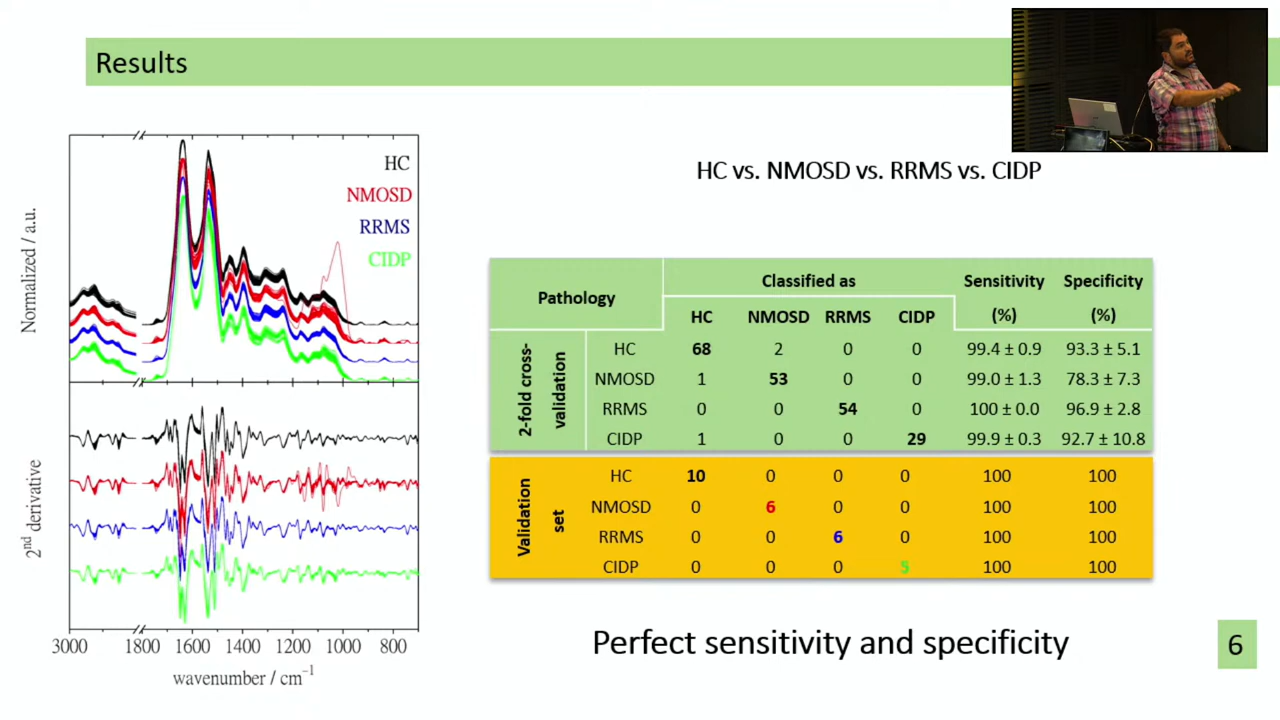 Results
HC
NMOSD
RRMS
CIDP
Normalized / a.u.
2nd derivative
3000 1800 1600 1400 1200 1000 800
wavenumber / cm−1
HC vs. NMOSD vs. RRMS vs. CIDP
Pathology Classified as Sensitivity (%) Specificity (%)
HC NMOSD RRMS CIDP
2-fold cross-validation
HC 68 2 0 0 99.4 ± 0.9 93.3 ± 5.1
NMOSD 1 53 0 0 99.0 ± 1.3 78.3 ± 7.3
RRMS 0 0 54 0 100 ± 0.0 96.9 ± 2.8
CIDP 1 0 0 29 99.9 ± 0.3 92.7 ± 10.8
Validation set
HC 10 0 0 0 100 100
NMOSD 0 6 0 0 100 100
RRMS 0 0 6 0 100 100
CIDP 0 0 0 5 100 100
Perfect sensitivity and specificity
6